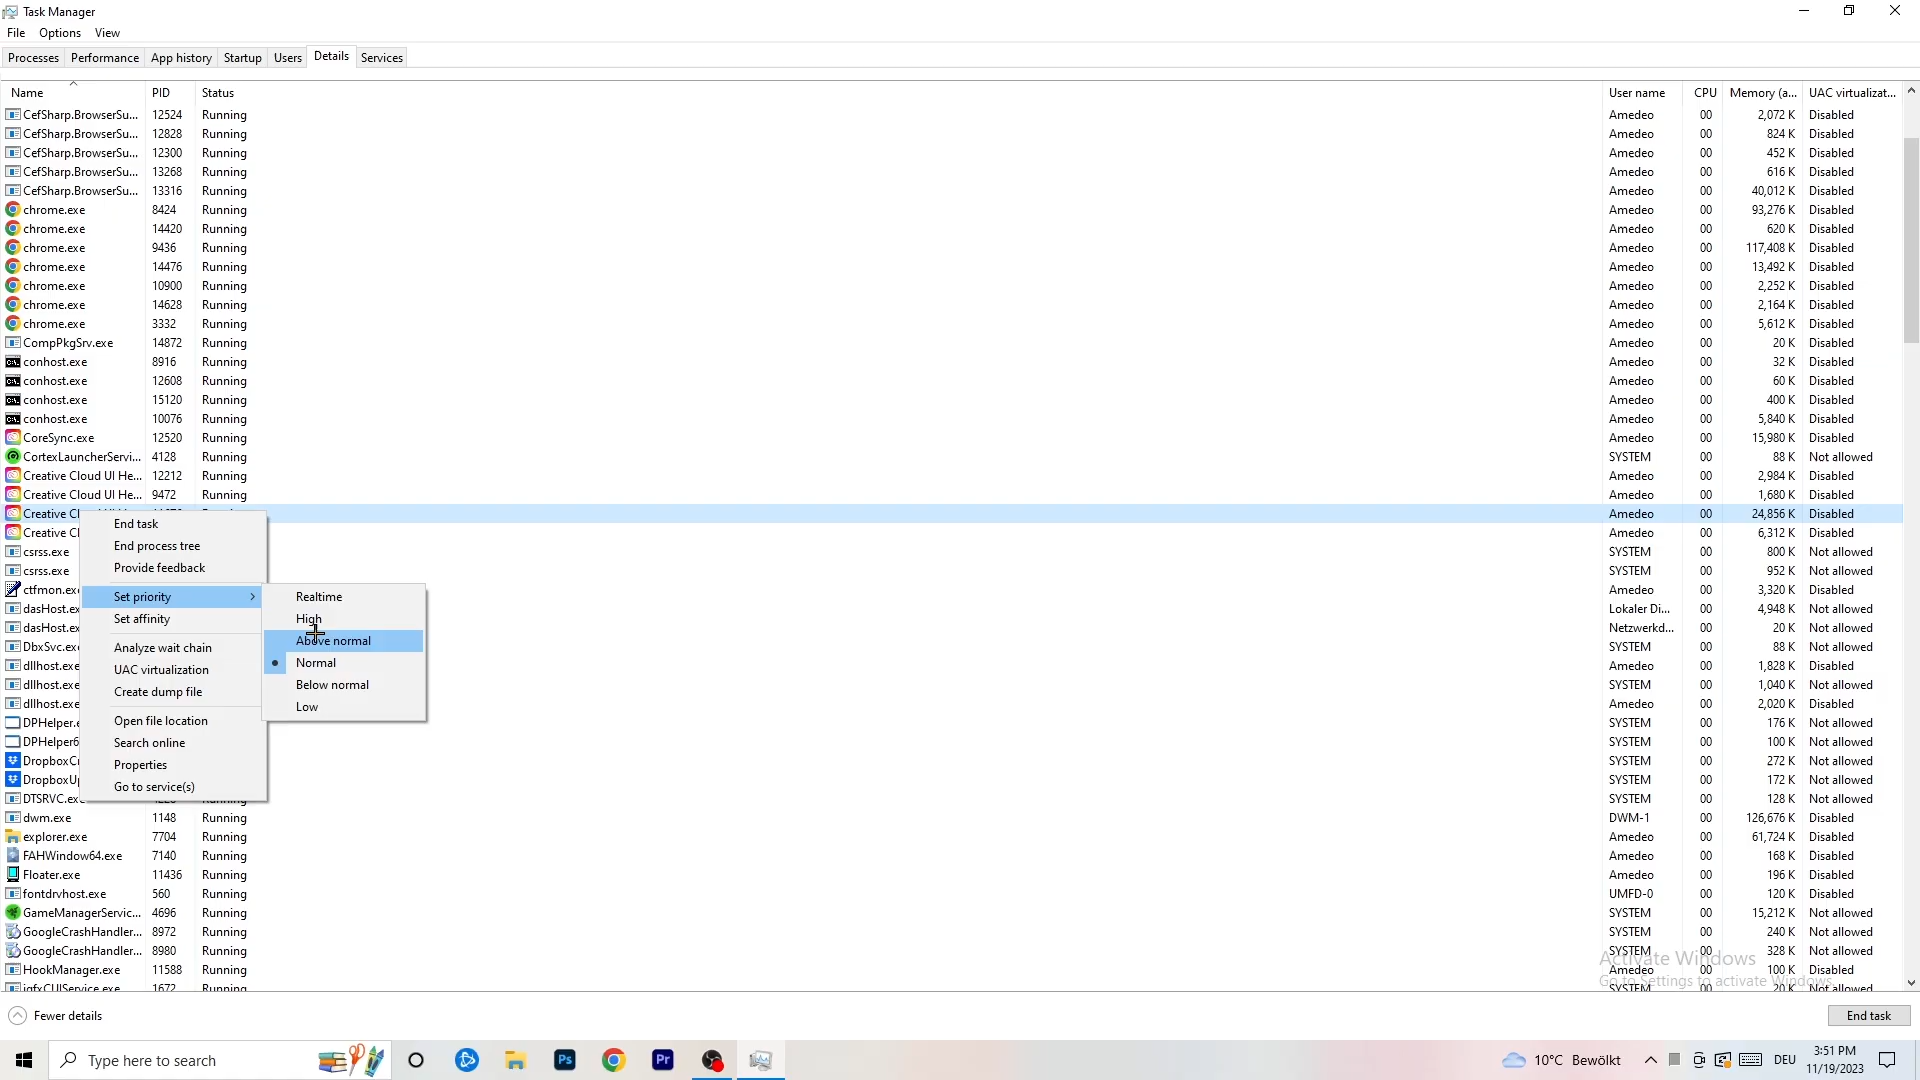 Task Manager
File Options View
Processes Performance App history Startup Users Details Services
Name PID Status User name CPU Memory (a... UAC virtualizat...
CefSharp.BrowserSu... 12524 Running Amedeo 00 2,072 K Disabled
CefSharp.BrowserSu... 12828 Running Amedeo 00 824 K Disabled
CefSharp.BrowserSu... 12300 Running Amedeo 00 452 K Disabled
CefSharp.BrowserSu... 13268 Running Amedeo 00 616 K Disabled
CefSharp.BrowserSu... 13316 Running Amedeo 00 40,012 K Disabled
chrome.exe 8424 Running Amedeo 00 93,276 K Disabled
chrome.exe 14420 Running Amedeo 00 620 K Disabled
chrome.exe 9436 Running Amedeo 00 117,408 K Disabled
chrome.exe 14476 Running Amedeo 00 13,492 K Disabled
chrome.exe 10900 Running Amedeo 00 2,252 K Disabled
chrome.exe 14628 Running Amedeo 00 2,164 K Disabled
chrome.exe 3332 Running Amedeo 00 5,612 K Disabled
CompPkgSrv.exe 14872 Running Amedeo 00 20 K Disabled
conhost.exe 8916 Running Amedeo 00 32 K Disabled
conhost.exe 12608 Running Amedeo 00 60 K Disabled
conhost.exe 15120 Running Amedeo 00 400 K Disabled
conhost.exe 10076 Running Amedeo 00 5,840 K Disabled
CoreSync.exe 12520 Running Amedeo 00 15,980 K Disabled
CortexLauncherServi... 4128 Running SYSTEM 00 88 K Not allowed
Creative Cloud UI He... 12212 Running Amedeo 00 2,984 K Disabled
Creative Cloud UI He... 9472 Running Amedeo 00 1,680 K Disabled
Creative Cl Amedeo 00 24,856 K Disabled
Creative Cl Amedeo 00 6,312 K Disabled
csrss.exe SYSTEM 00 800 K Not allowed
csrss.exe SYSTEM 00 952 K Not allowed
ctfmon.exe Amedeo 00 3,320 K Disabled
dasHost.ex Lokaler Di... 00 4,948 K Not allowed
dasHost.ex Netzwerkd... 00 20 K Not allowed
DbxSvc.exe SYSTEM 00 88 K Not allowed
dllhost.exe Amedeo 00 1,828 K Disabled
dllhost.exe SYSTEM 00 1,040 K Not allowed
dllhost.exe Amedeo 00 2,020 K Disabled
DPHelper.e SYSTEM 00 176 K Not allowed
DPHelper6 SYSTEM 00 100 K Not allowed
DropboxCr SYSTEM 00 272 K Not allowed
DropboxUp SYSTEM 00 172 K Not allowed
DTSRVC.exe SYSTEM 00 128 K Not allowed
dwm.exe 1148 Running DWM-1 00 126,676 K Disabled
explorer.exe 7704 Running Amedeo 00 61,724 K Disabled
FAHWindow64.exe 7140 Running Amedeo 00 168 K Disabled
Floater.exe 11436 Running Amedeo 00 196 K Disabled
fontdrvhost.exe 560 Running UMFD-0 00 120 K Disabled
GameManagerServic... 4696 Running SYSTEM 00 15,212 K Not allowed
GoogleCrashHandler... 8972 Running SYSTEM 00 240 K Not allowed
GoogleCrashHandler... 8980 Running SYSTEM 00 328 K Not allowed
HookManager.exe 11588 Running Amedeo 00 100 K Disabled
igfxCUIService.exe 1672 Running SYSTEM 00 20 K Not allowed
End task
End process tree
Provide feedback
Set priority
Set affinity
Analyze wait chain
UAC virtualization
Create dump file
Open file location
Search online
Properties
Go to service(s)
Realtime
High
Above normal
Normal
Below normal
Low
Activate Windows
Go to Settings to activate Windows.
Fewer details
End task
Type here to search
Ps
Pr
10°C Bewölkt
DEU
3:51 PM
11/19/2023